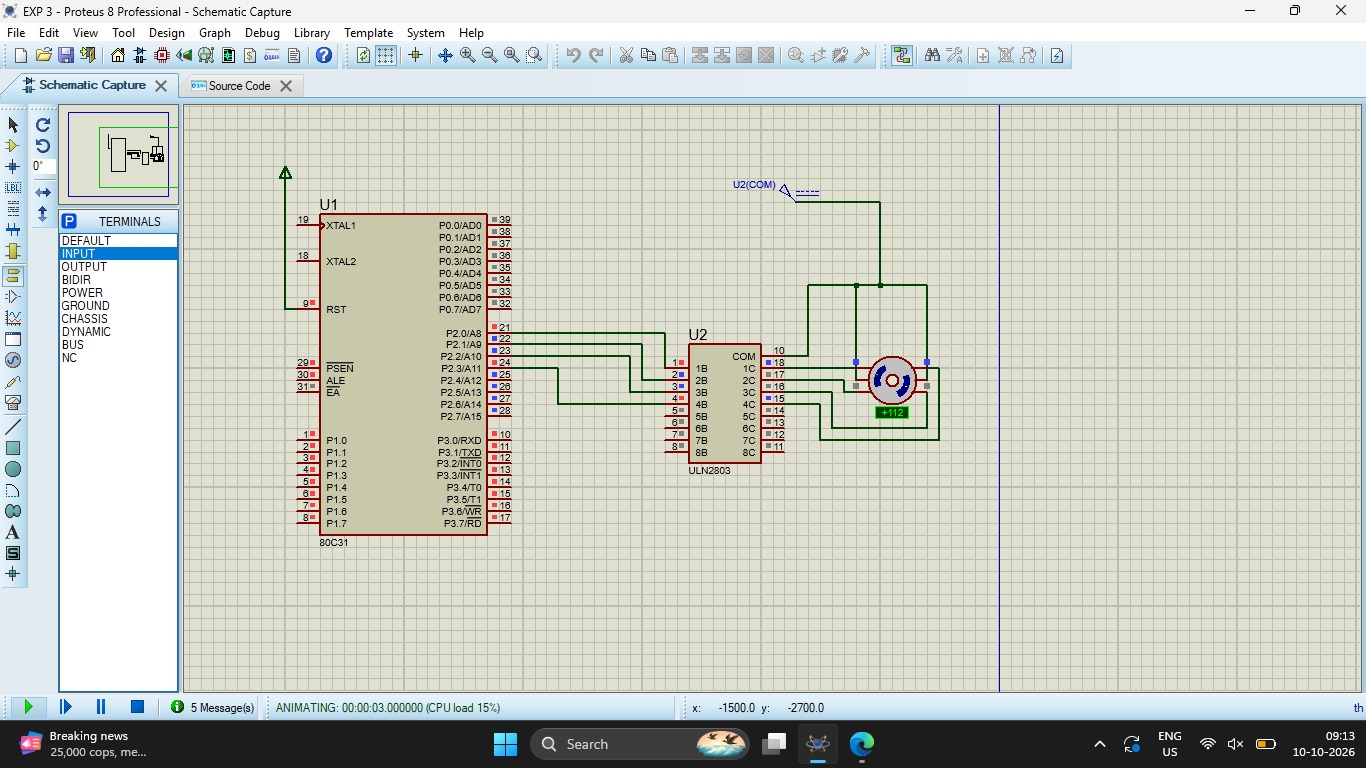 EXP 3 - Proteus 8 Professional - Schematic Capture
File Edit View Tool Design Graph Debug Library Template System Help
Schematic Capture
Source Code
0°
LBL
P TERMINALS
DEFAULT
INPUT
OUTPUT
BIDIR
POWER
GROUND
CHASSIS
DYNAMIC
BUS
NC
A
S
U1
19 XTAL1
18 XTAL2
9 RST
29 PSEN
30 ALE
31 EA
1 P1.0
2 P1.1
3 P1.2
4 P1.3
5 P1.4
6 P1.5
7 P1.6
8 P1.7
P0.0/AD0 39
P0.1/AD1 38
P0.2/AD2 37
P0.3/AD3 36
P0.4/AD4 35
P0.5/AD5 34
P0.6/AD6 33
P0.7/AD7 32
P2.0/A8 21
P2.1/A9 22
P2.2/A10 23
P2.3/A11 24
P2.4/A12 25
P2.5/A13 26
P2.6/A14 27
P2.7/A15 28
P3.0/RXD 10
P3.1/TXD 11
P3.2/INT0 12
P3.3/INT1 13
P3.4/T0 14
P3.5/T1 15
P3.6/WR 16
P3.7/RD 17
80C31
U2(COM)
U2
COM 10
1 1B 1C 18
2 2B 2C 17
3 3B 3C 16
4 4B 4C 15
5 5B 5C 14
6 6B 6C 13
7 7B 7C 12
8 8B 8C 11
ULN2803
+112
5 Message(s)
ANIMATING: 00:00:03.000000 (CPU load 15%)
x: -1500.0 y: -2700.0
th
Breaking news
25,000 cops, me...
Search
ENG
US
09:13
10-10-2026